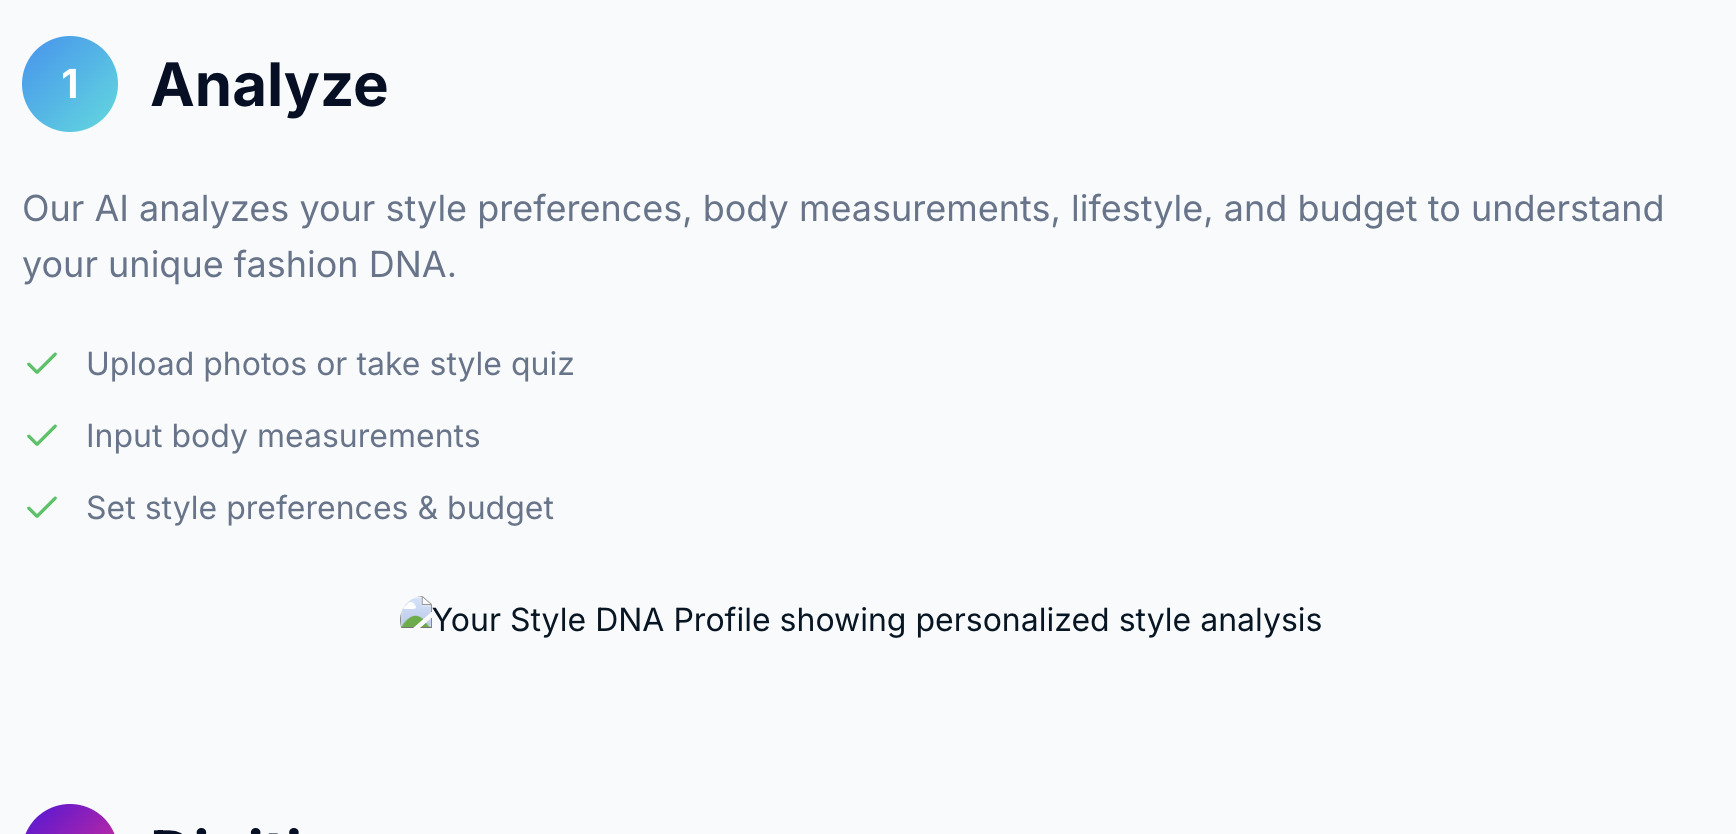 1
Analyze
Our AI analyzes your style preferences, body measurements, lifestyle, and budget to understand
your unique fashion DNA.
Upload photos or take style quiz
Input body measurements
Set style preferences & budget
Your Style DNA Profile showing personalized style analysis